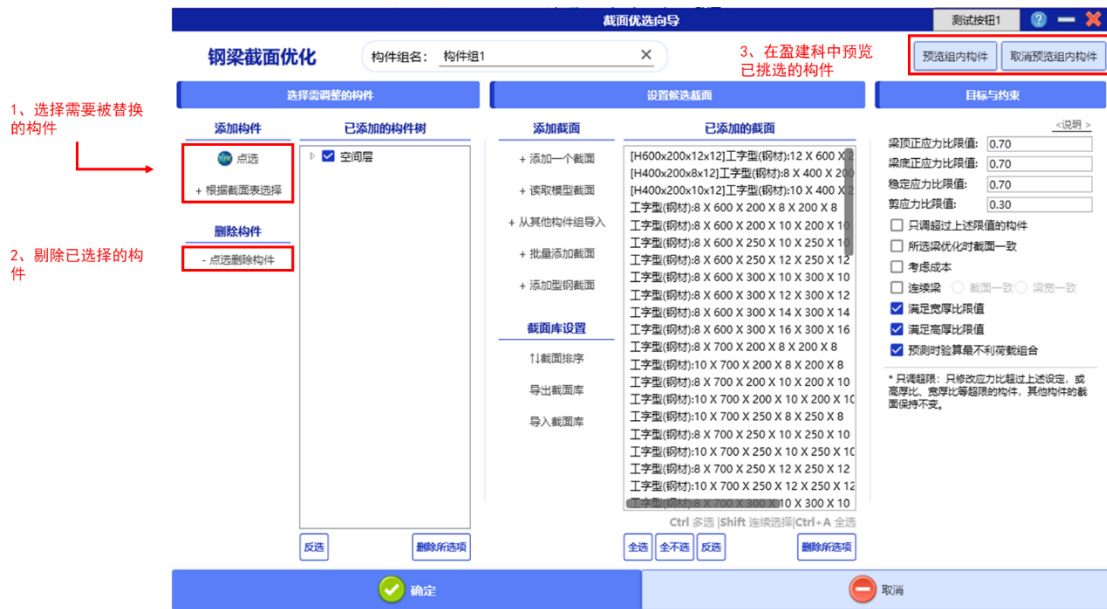 截面优选向导
测试按钮1
钢梁截面优化
构件组名：
构件组1
3、在盈建科中预览
已挑选的构件
预览组内构件
取消预览组内构件
1、选择需要被替换
的构件
2、剔除已选择的构
件
选择需调整的构件
添加构件
点选
+ 根据截面表选择
删除构件
- 点选删除构件
已添加的构件树
空间层
反选
删除所选项
设置候选截面
添加截面
+ 添加一个截面
+ 读取模型截面
+ 从其他构件组导入
+ 批量添加截面
+ 添加型钢截面
截面库设置
↑↓截面排序
导出截面库
导入截面库
已添加的截面
[H600x200x12x12]工字型(钢材):12 X 600 X 2
[H400x200x8x12]工字型(钢材):8 X 400 X 200
[H400x200x10x12]工字型(钢材):10 X 400 X 2
工字型(钢材):8 X 600 X 200 X 8 X 200 X 8
工字型(钢材):8 X 600 X 200 X 10 X 200 X 10
工字型(钢材):8 X 600 X 250 X 10 X 250 X 10
工字型(钢材):8 X 600 X 250 X 12 X 250 X 12
工字型(钢材):8 X 600 X 300 X 10 X 300 X 10
工字型(钢材):8 X 600 X 300 X 12 X 300 X 12
工字型(钢材):8 X 600 X 300 X 14 X 300 X 14
工字型(钢材):8 X 600 X 300 X 16 X 300 X 16
工字型(钢材):8 X 700 X 200 X 8 X 200 X 8
工字型(钢材):10 X 700 X 200 X 8 X 200 X 8
工字型(钢材):8 X 700 X 200 X 10 X 200 X 10
工字型(钢材):10 X 700 X 200 X 10 X 200 X 10
工字型(钢材):10 X 700 X 250 X 8 X 250 X 8
工字型(钢材):8 X 700 X 250 X 10 X 250 X 10
工字型(钢材):10 X 700 X 250 X 10 X 250 X 10
工字型(钢材):8 X 700 X 250 X 12 X 250 X 12
工字型(钢材):10 X 700 X 250 X 12 X 250 X 12
工字型(钢材):8 X 700 X 300 X 10 X 300 X 10
Ctrl 多选 |Shift 连续选择|Ctrl+A 全选
全选
全不选
反选
删除所选项
目标与约束
<说明 >
梁顶正应力比限值: 0.70
梁底正应力比限值: 0.70
稳定应力比限值: 0.70
剪应力比限值: 0.30
只调超过上述限值的构件
所选梁优化时截面一致
考虑成本
连续梁 截面一致 梁宽一致
满足宽厚比限值
满足高厚比限值
预测时验算最不利荷载组合
* 只调超限：只修改应力比超过上述设定，或
高厚比、宽厚比等超限的构件，其他构件的截
面保持不变。
确定
取消